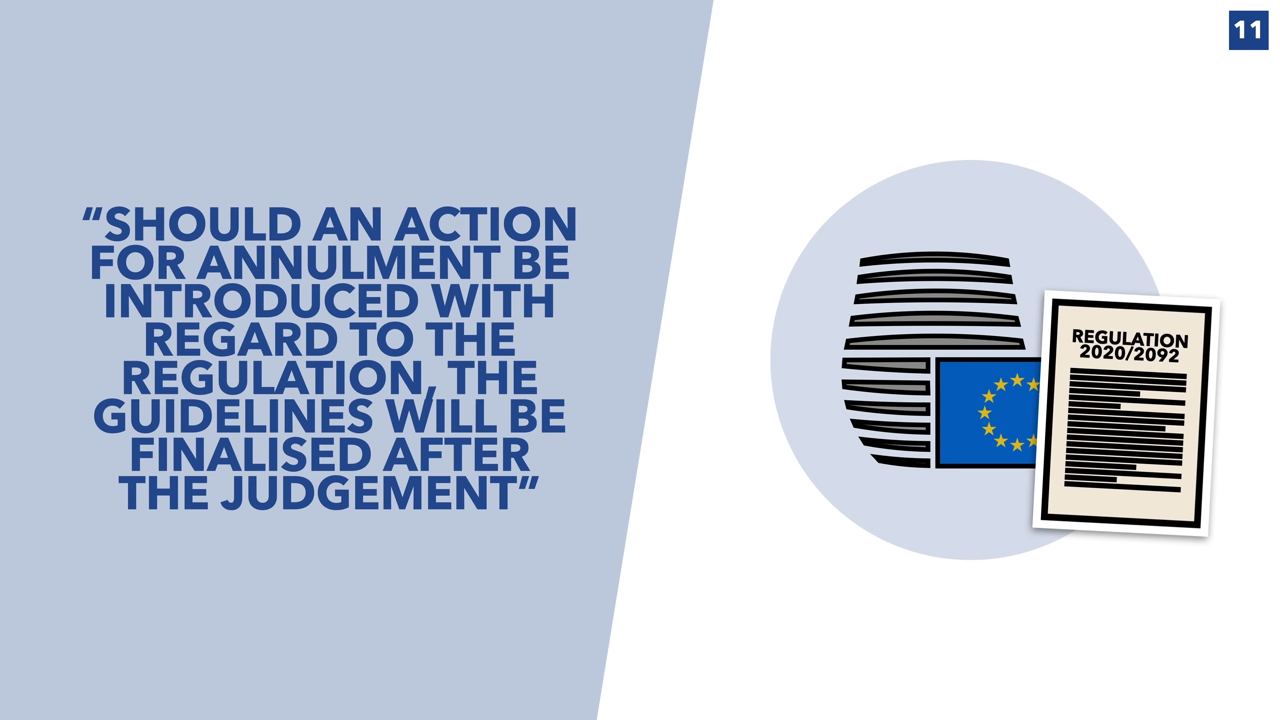 11
“SHOULD AN ACTION
FOR ANNULMENT BE
INTRODUCED WITH
REGARD TO THE
REGULATION, THE
GUIDELINES WILL BE
FINALISED AFTER
THE JUDGEMENT”
REGULATION
2020/2092